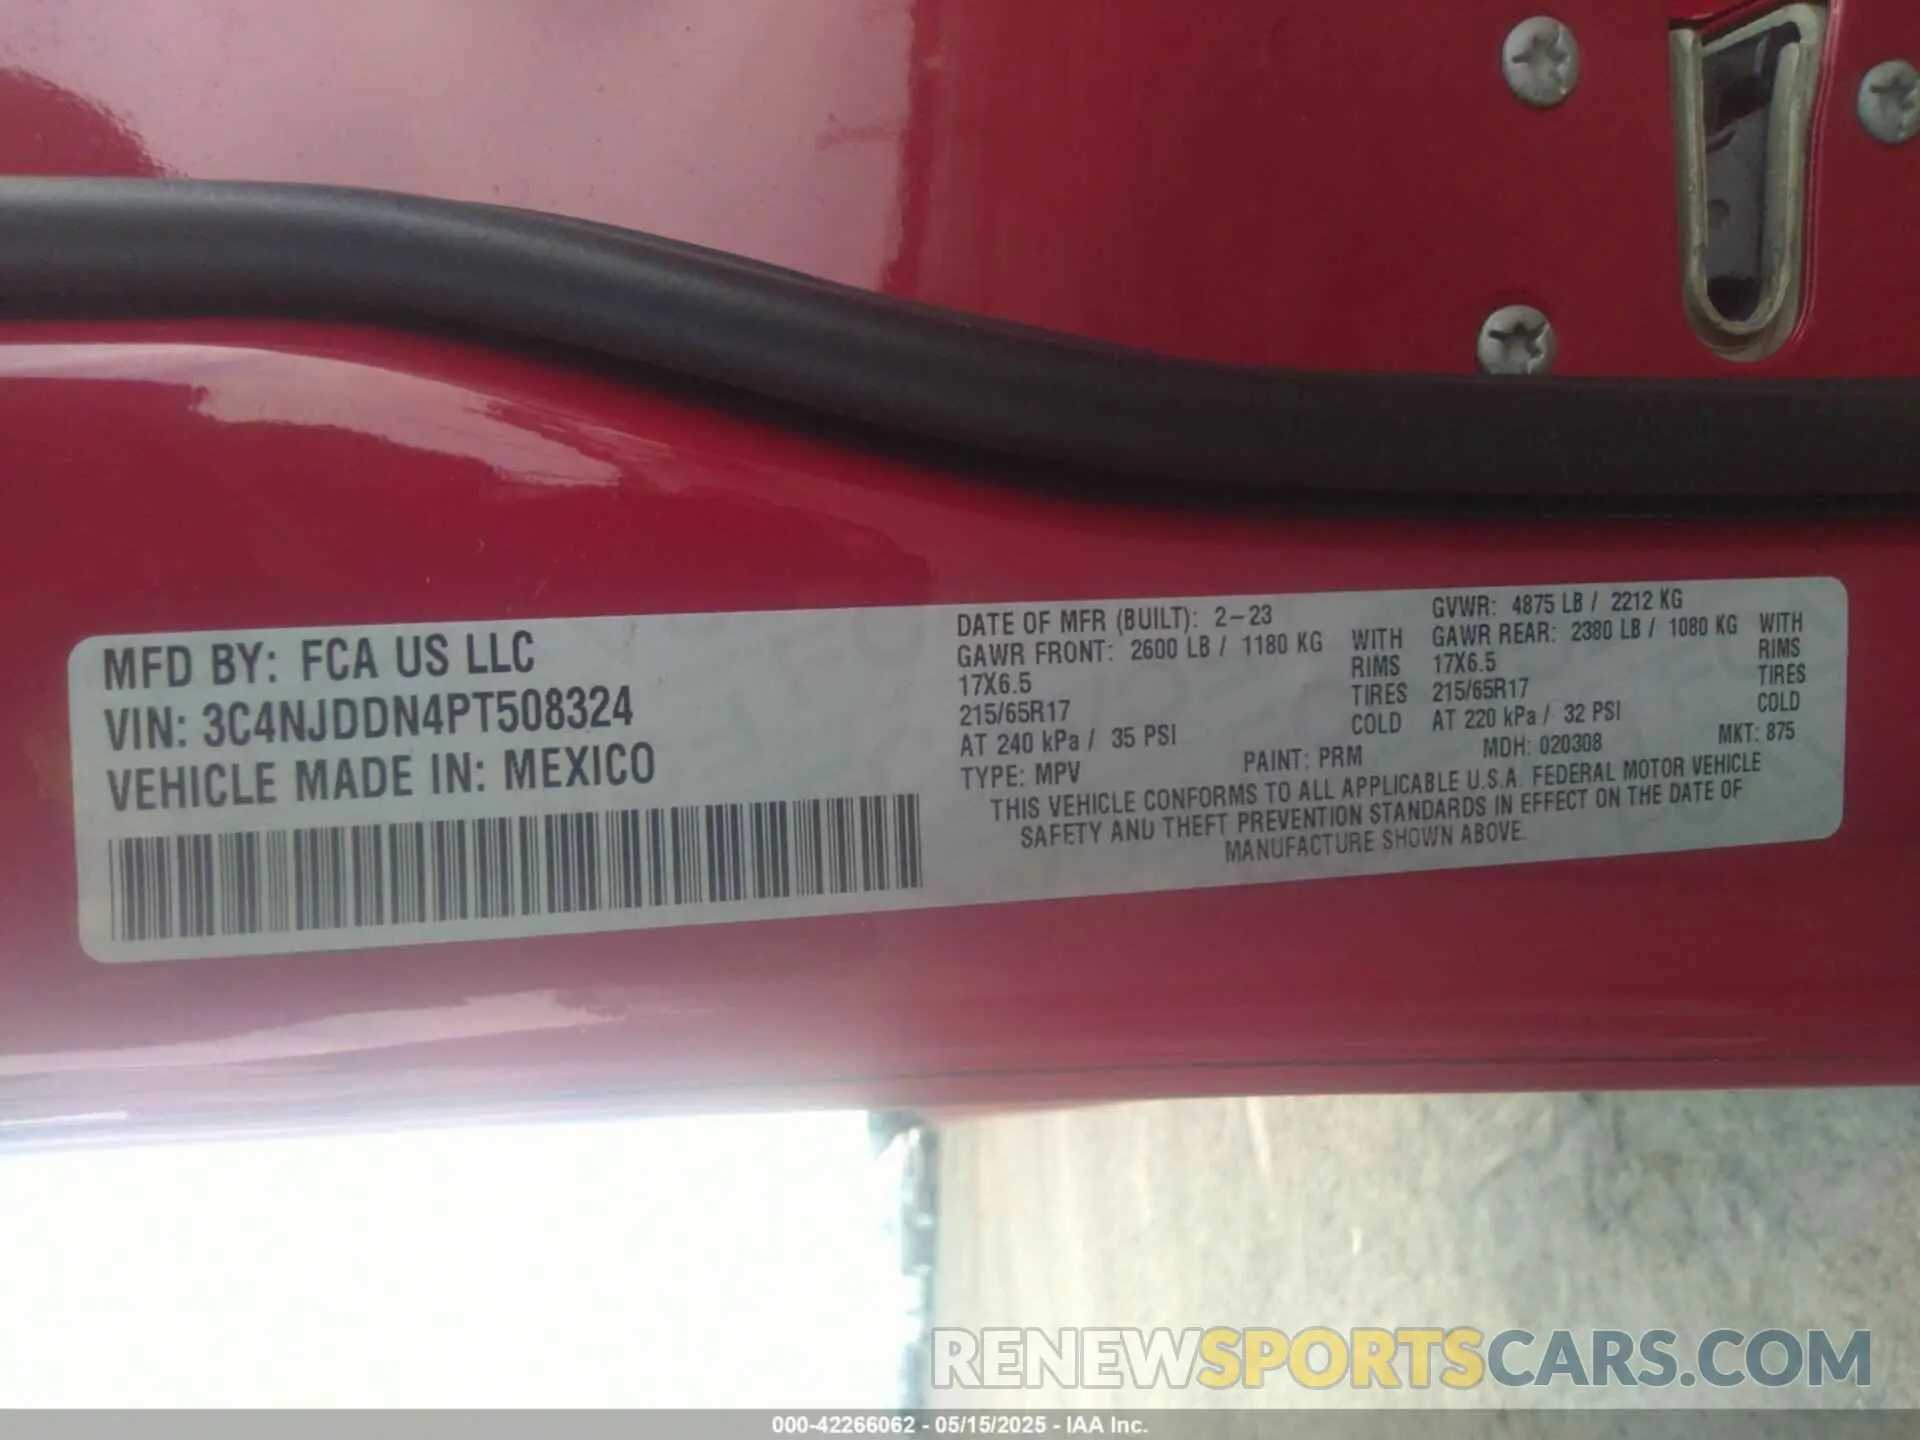 MFD BY: FCA US LLC
VIN: 3C4NJDDN4PT508324
VEHICLE MADE IN: MEXICO
DATE OF MFR (BUILT): 2-23 GVWR: 4875 LB / 2212 KG
GAWR FRONT: 2600 LB / 1180 KG WITH GAWR REAR: 2380 LB / 1080 KG WITH
17X6.5 RIMS 17X6.5 RIMS
215/65R17 TIRES 215/65R17 TIRES
AT 240 kPa / 35 PSI COLD AT 220 kPa / 32 PSI COLD
TYPE: MPV PAINT: PRM MDH: 020308 MKT: 875
THIS VEHICLE CONFORMS TO ALL APPLICABLE U.S.A. FEDERAL MOTOR VEHICLE
SAFETY AND THEFT PREVENTION STANDARDS IN EFFECT ON THE DATE OF
MANUFACTURE SHOWN ABOVE.
RENEWSPORTSCARS.COM
000-42266062 - 05/15/2025 - IAA Inc.